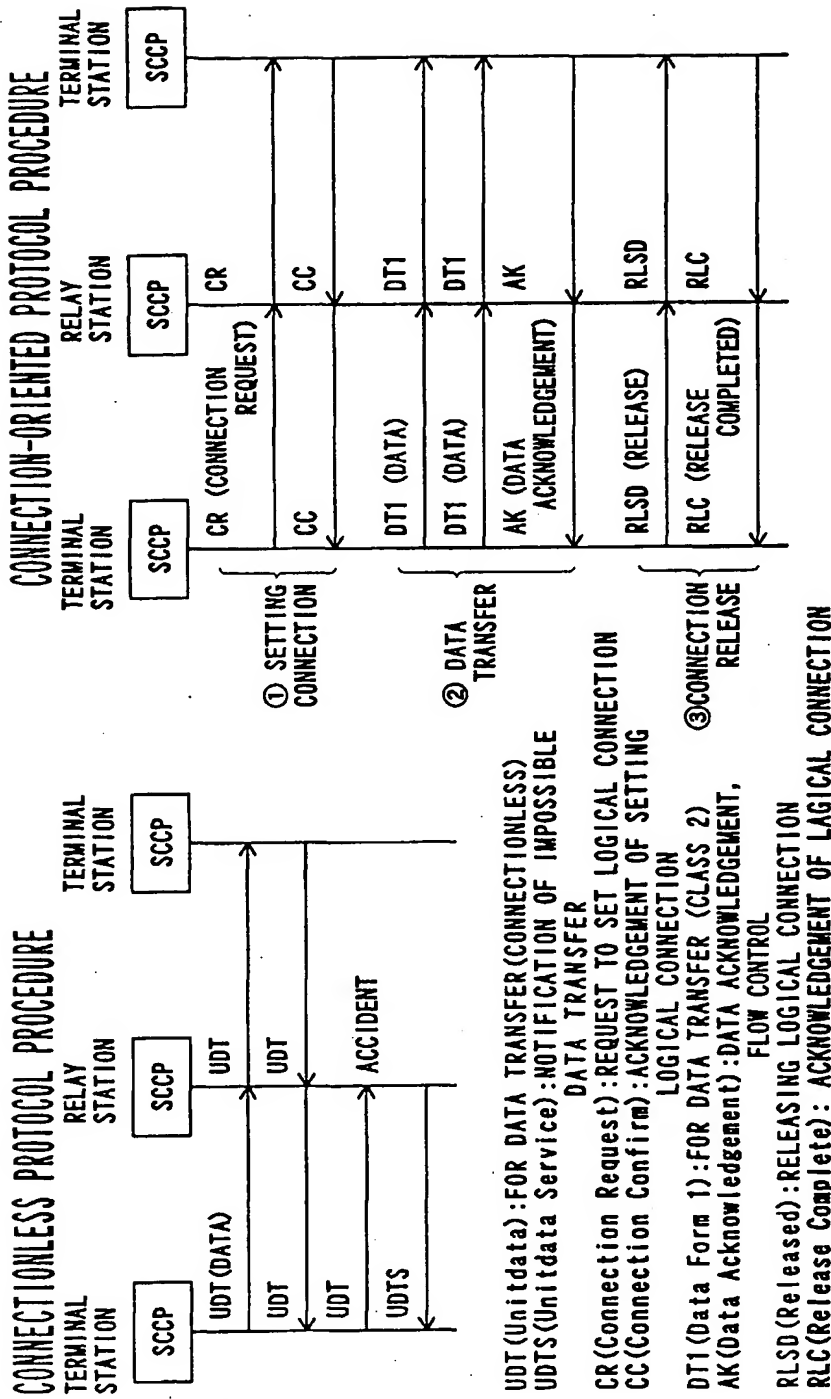 CONNECTIONLESS PROTOCOL PROCEDURE
TERMINAL
STATION
RELAY
STATION
TERMINAL
STATION
SCCP
SCCP
SCCP
UDT(DATA)
UDT
UDT
UDT
UDT
ACCIDENT
UDTS
CONNECTION-ORIENTED PROTOCOL PROCEDURE
TERMINAL
STATION
RELAY
STATION
TERMINAL
STATION
SCCP
SCCP
SCCP
① SETTING
CONNECTION
CR (CONNECTION
REQUEST)
CR
CC
CC
② DATA
TRANSFER
DT1 (DATA)
DT1
DT1 (DATA)
DT1
AK (DATA
ACKNOWLEDGEMENT)
AK
③CONNECTION
RELEASE
RLSD (RELEASE)
RLSD
RLC (RELEASE
COMPLETED)
RLC
UDT(Unitdata):FOR DATA TRANSFER(CONNECTIONLESS)
UDTS(Unitdata Service):NOTIFICATION OF IMPOSSIBLE
DATA TRANSFER
CR(Connection Request):REQUEST TO SET LOGICAL CONNECTION
CC(Connection Confirm):ACKNOWLEDGEMENT OF SETTING
LOGICAL CONNECTION
DT1(Data Form 1):FOR DATA TRANSFER (CLASS 2)
AK(Data Acknowledgement):DATA ACKNOWLEDGEMENT,
FLOW CONTROL
RLSD(Released):RELEASING LOGICAL CONNECTION
RLC(Release Complete): ACKNOWLEDGEMENT OF LAGICAL CONNECTION